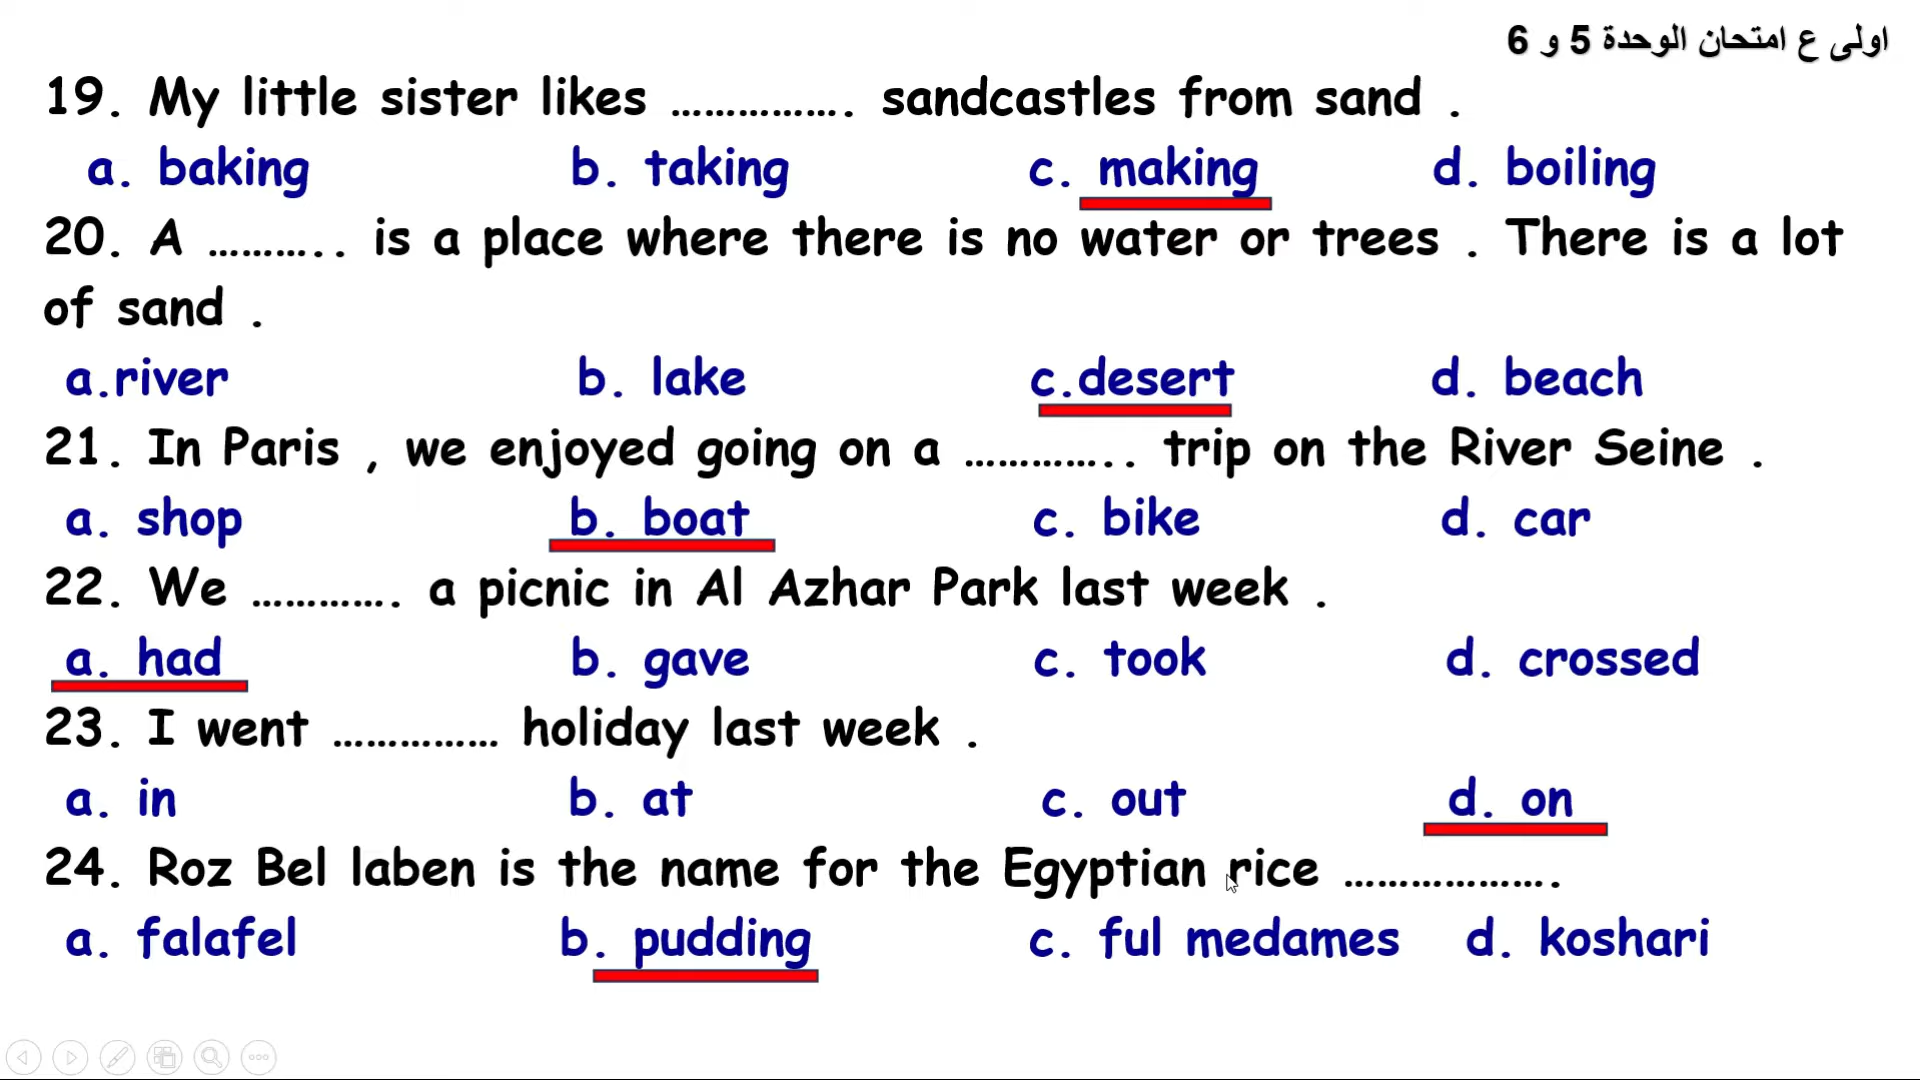 اولى ع امتحان الوحدة 5 و 6
19. My little sister likes ……………. sandcastles from sand .
a. baking b. taking c. making d. boiling
20. A ……….. is a place where there is no water or trees . There is a lot
of sand .
a.river b. lake c.desert d. beach
21. In Paris , we enjoyed going on a ………….. trip on the River Seine .
a. shop b. boat c. bike d. car
22. We …………. a picnic in Al Azhar Park last week .
a. had b. gave c. took d. crossed
23. I went …………… holiday last week .
a. in b. at c. out d. on
24. Roz Bel laben is the name for the Egyptian rice ……………….
a. falafel b. pudding c. ful medames d. koshari